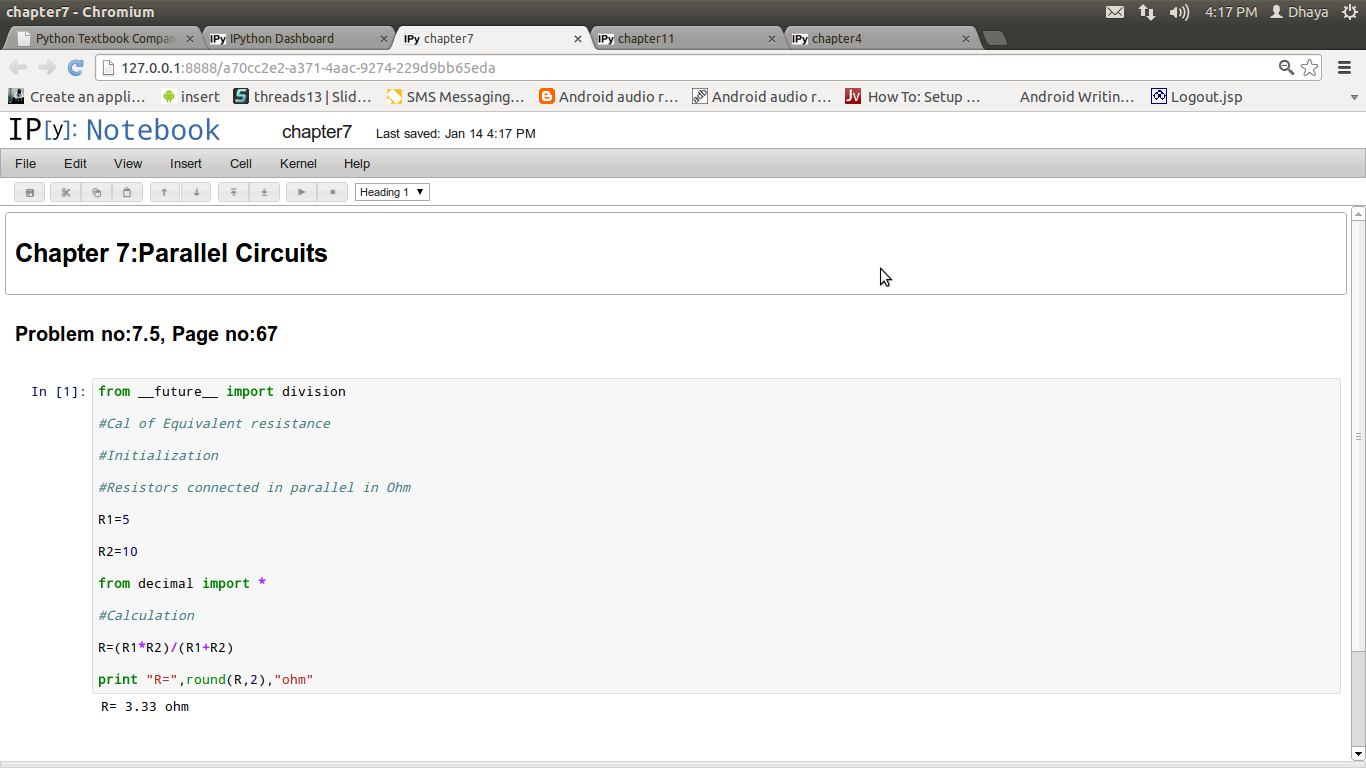 chapter7 - Chromium
4:17 PM Dhaya
Python Textbook Compan
IPy IPython Dashboard
IPy chapter7
IPy chapter11
IPy chapter4
127.0.0.1:8888/a70cc2e2-a371-4aac-9274-229d9bb65eda
Create an appli... insert threads13 | Slid... SMS Messaging... Android audio r... Android audio r... How To: Setup ... Android Writin... Logout.jsp
IP[y]: Notebook chapter7 Last saved: Jan 14 4:17 PM
File Edit View Insert Cell Kernel Help
Heading 1
Chapter 7:Parallel Circuits
Problem no:7.5, Page no:67
In [1]: from __future__ import division
#Cal of Equivalent resistance
#Initialization
#Resistors connected in parallel in Ohm
R1=5
R2=10
from decimal import *
#Calculation
R=(R1*R2)/(R1+R2)
print "R=",round(R,2),"ohm"
R= 3.33 ohm